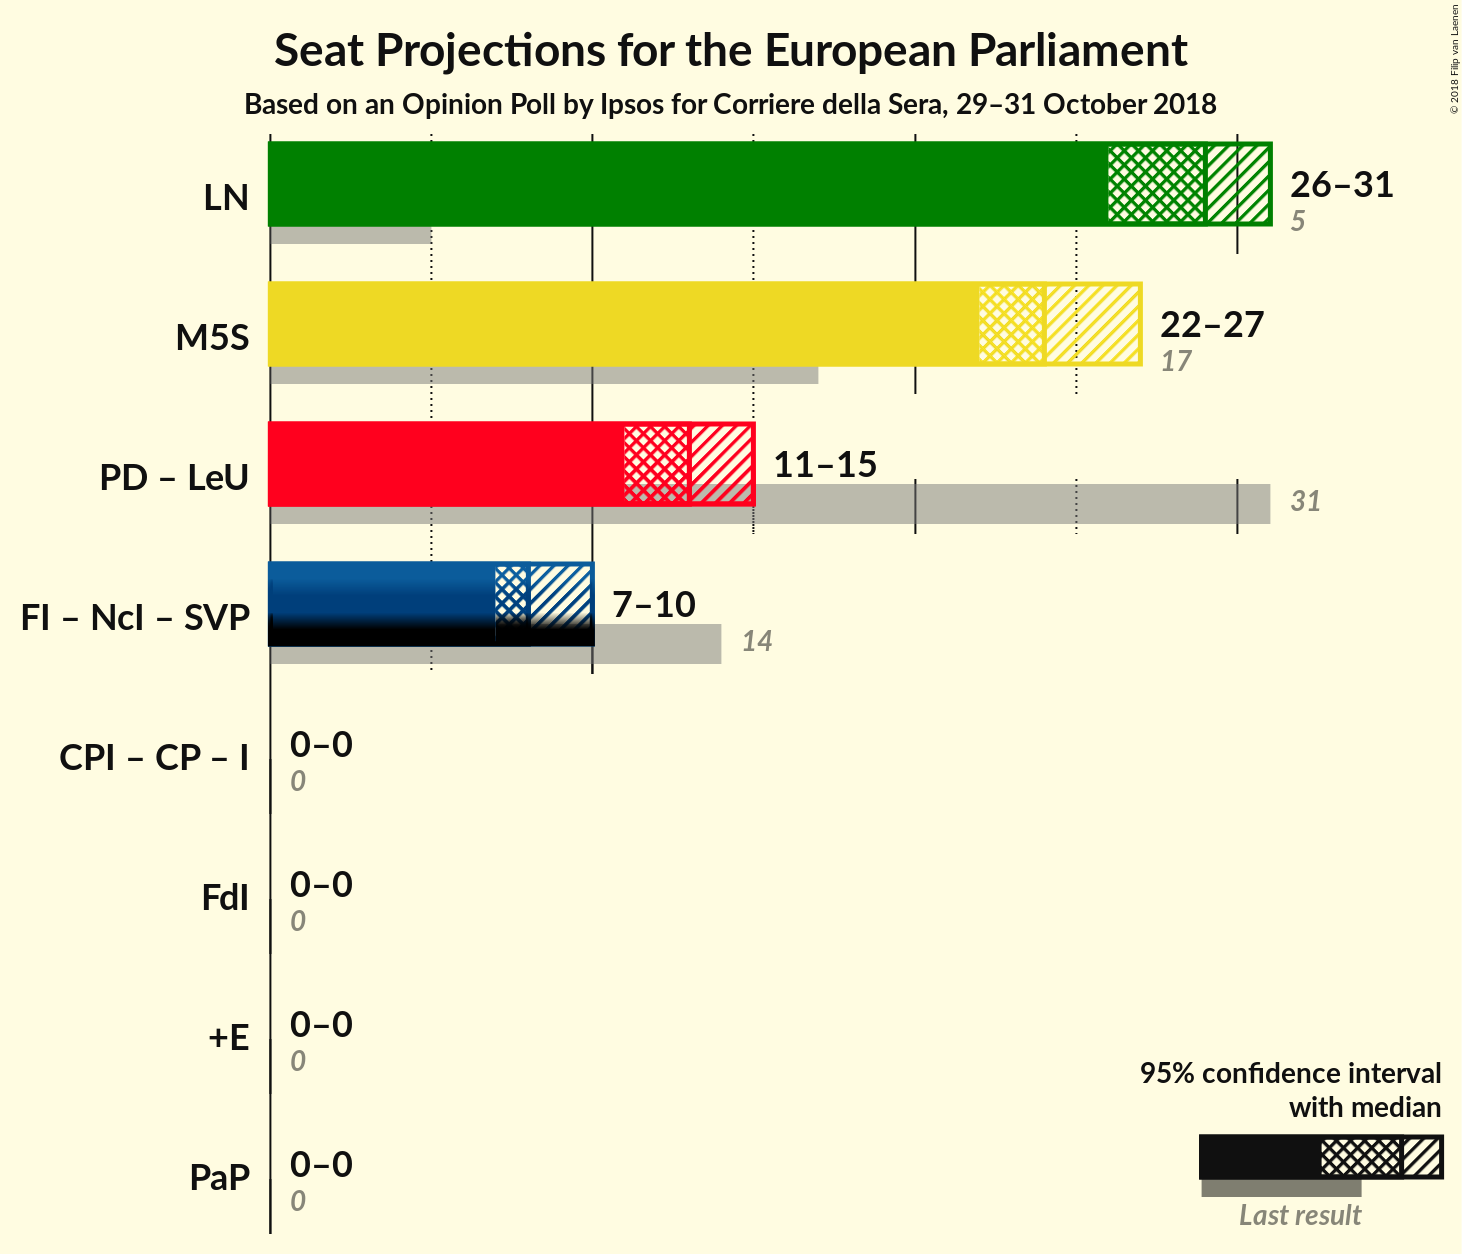 Seat Projections for the European Parliament
Based on an Opinion Poll by Ipsos for Corriere della Sera, 29–31 October 2018
© 2018 Filip van Laenen
LN
26–31
5
M5S
22–27
17
PD – LeU
11–15
31
FI – NcI – SVP
7–10
14
CPI – CP – I
0–0
0
FdI
0–0
0
+E
0–0
0
PaP
0–0
0
95% confidence interval
with median
Last result